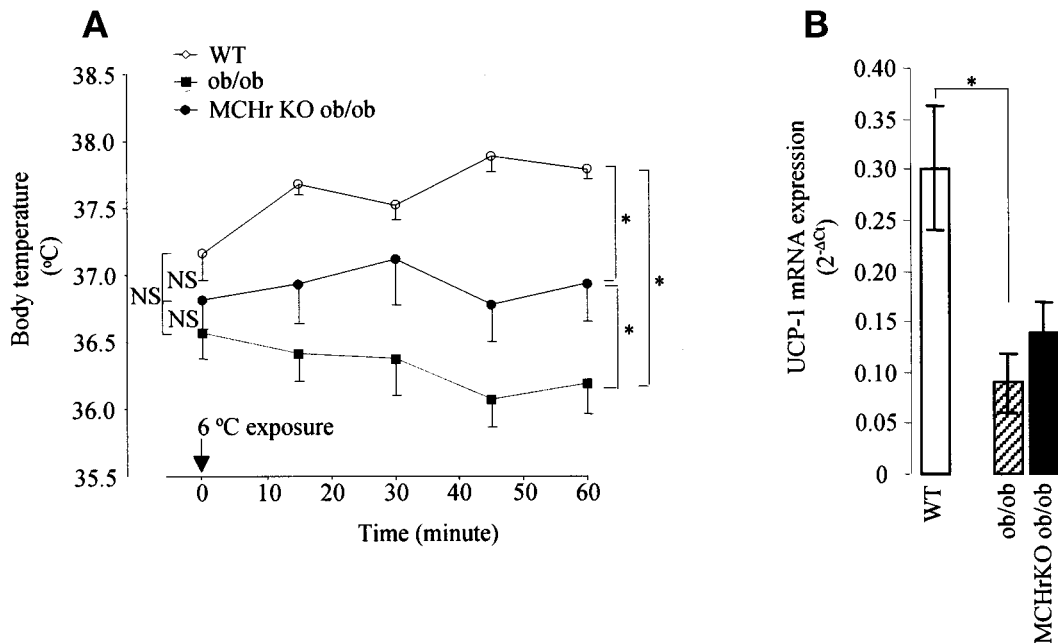 A
WT
ob/ob
MCHr KO ob/ob
38.5
38.0
37.5
37.0
36.5
36.0
35.5
Body temperature
(ºC)
NS
NS
NS
*
*
*
6 ºC exposure
0
10
20
30
40
50
60
Time (minute)
B
0.40
0.35
0.30
0.25
0.20
0.15
0.10
0.05
0
UCP-1 mRNA expression
(2-ΔCt)
*
WT
ob/ob
MCHrKO ob/ob